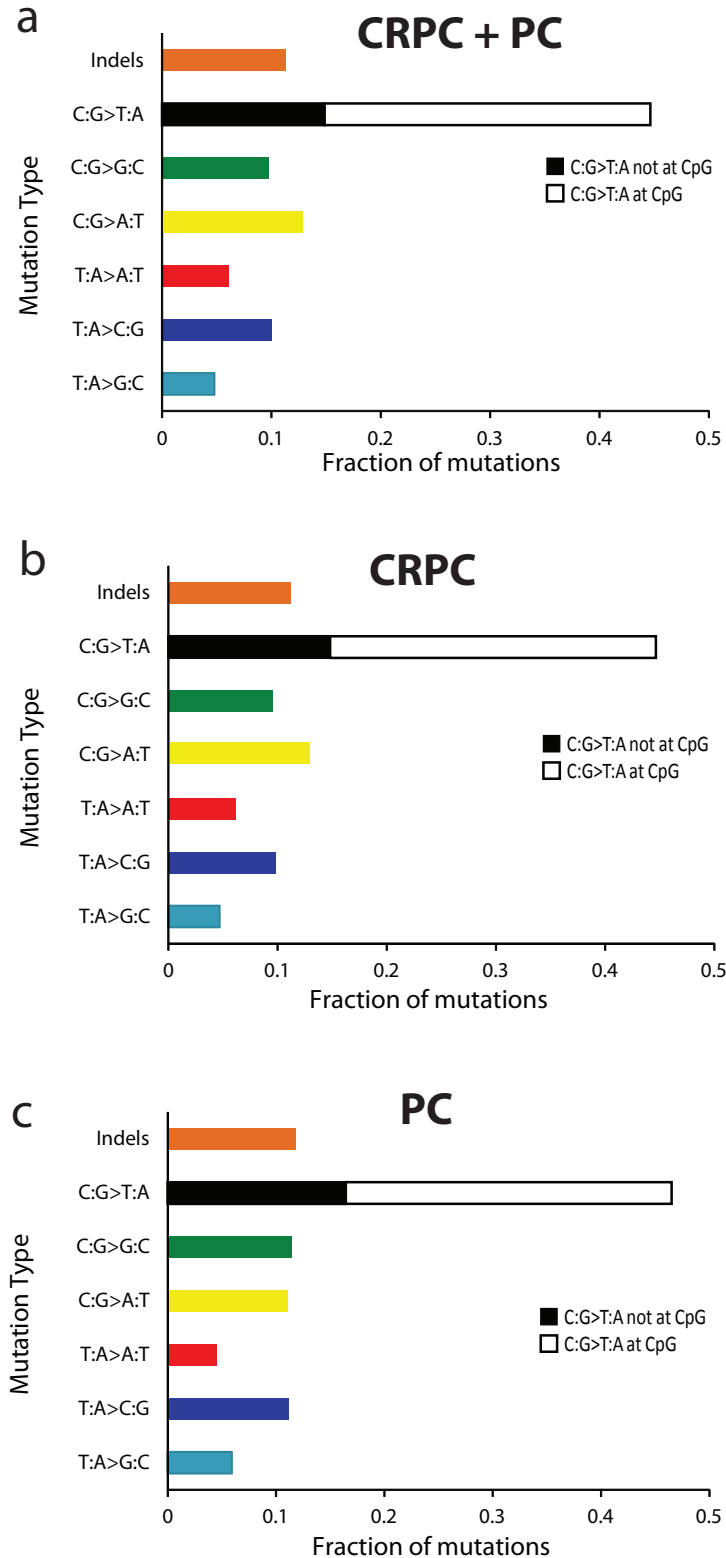 a
CRPC + PC
Indels
C:G>T:A
C:G>G:C
C:G>A:T
T:A>A:T
T:A>C:G
T:A>G:C
Mutation Type
C:G>T:A not at CpG
C:G>T:A at CpG
0 0.1 0.2 0.3 0.4 0.5
Fraction of mutations
b
CRPC
Indels
C:G>T:A
C:G>G:C
C:G>A:T
T:A>A:T
T:A>C:G
T:A>G:C
Mutation Type
C:G>T:A not at CpG
C:G>T:A at CpG
0 0.1 0.2 0.3 0.4 0.5
Fraction of mutations
c
PC
Indels
C:G>T:A
C:G>G:C
C:G>A:T
T:A>A:T
T:A>C:G
T:A>G:C
Mutation Type
C:G>T:A not at CpG
C:G>T:A at CpG
0 0.1 0.2 0.3 0.4 0.5
Fraction of mutations